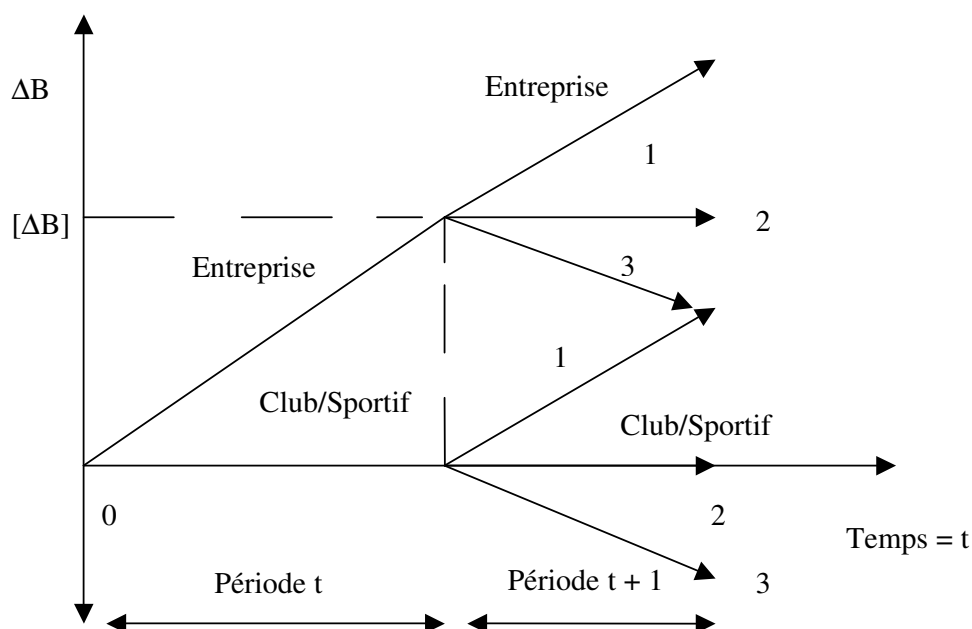 ΔB
Entreprise
1
[ΔB]
2
Entreprise
3
1
Club/Sportif
Club/Sportif
0
2
Temps = t
Période t
Période t + 1
3